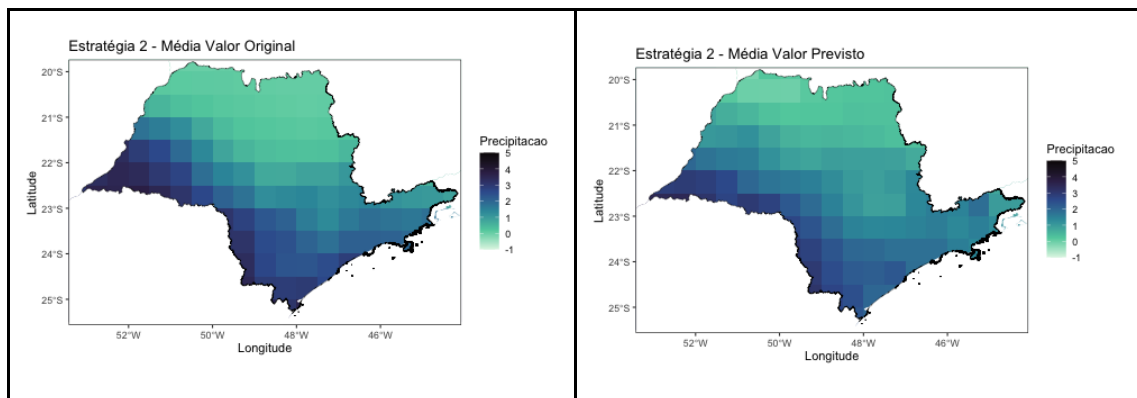 Estratégia 2 - Média Valor Original
20°S
21°S
22°S
23°S
24°S
25°S
Latitude
52°W 50°W 48°W 46°W
Longitude
Precipitacao
5
4
3
2
1
0
-1
Estratégia 2 - Média Valor Previsto
20°S
21°S
22°S
23°S
24°S
25°S
Latitude
52°W 50°W 48°W 46°W
Longitude
Precipitacao
5
4
3
2
1
0
-1